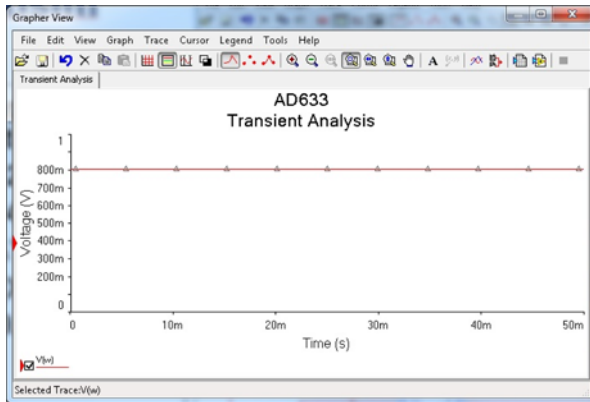 Grapher View
File Edit View Graph Trace Cursor Legend Tools Help
A
Transient Analysis
AD633
Transient Analysis
1
800m
700m
600m
500m
400m
300m
200m
0
Voltage (V)
0 10m 20m 30m 40m 50m
Time (s)
V(w)
Selected Trace:V(w)